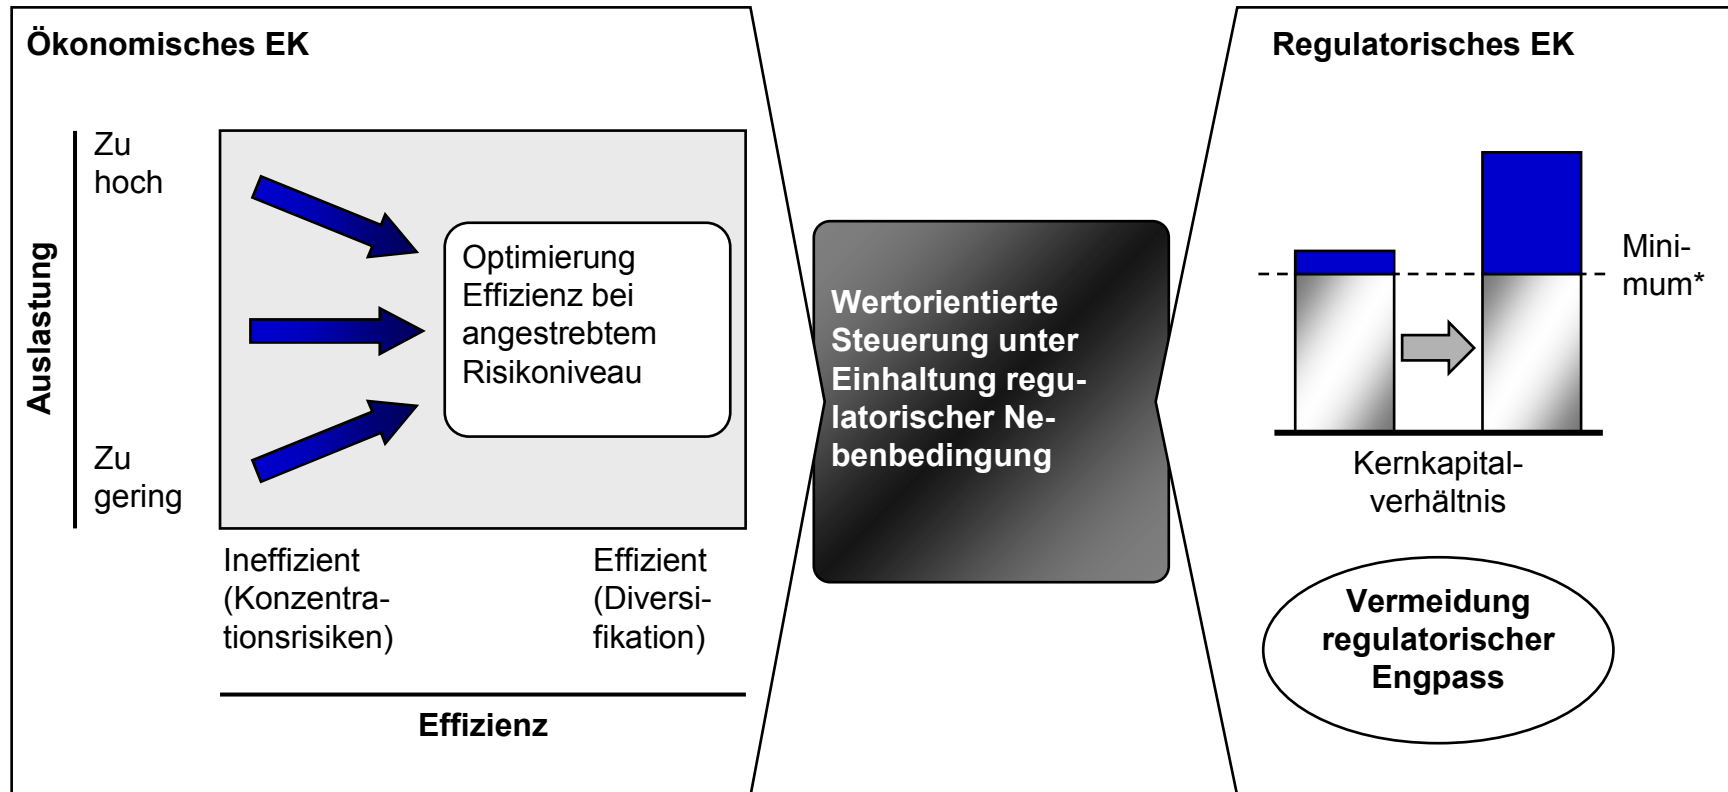 Ökonomisches EK
Auslastung
Zu
hoch
Zu
gering
Optimierung
Effizienz bei
angestrebtem
Risikoniveau
Ineffizient
(Konzentra-
tionsrisiken)
Effizient
(Diversi-
fikation)
Effizienz
Wertorientierte
Steuerung unter
Einhaltung regu-
latorischer Ne-
benbedingung
Regulatorisches EK
Mini-
mum*
Kernkapital-
verhältnis
Vermeidung
regulatorischer
Engpass